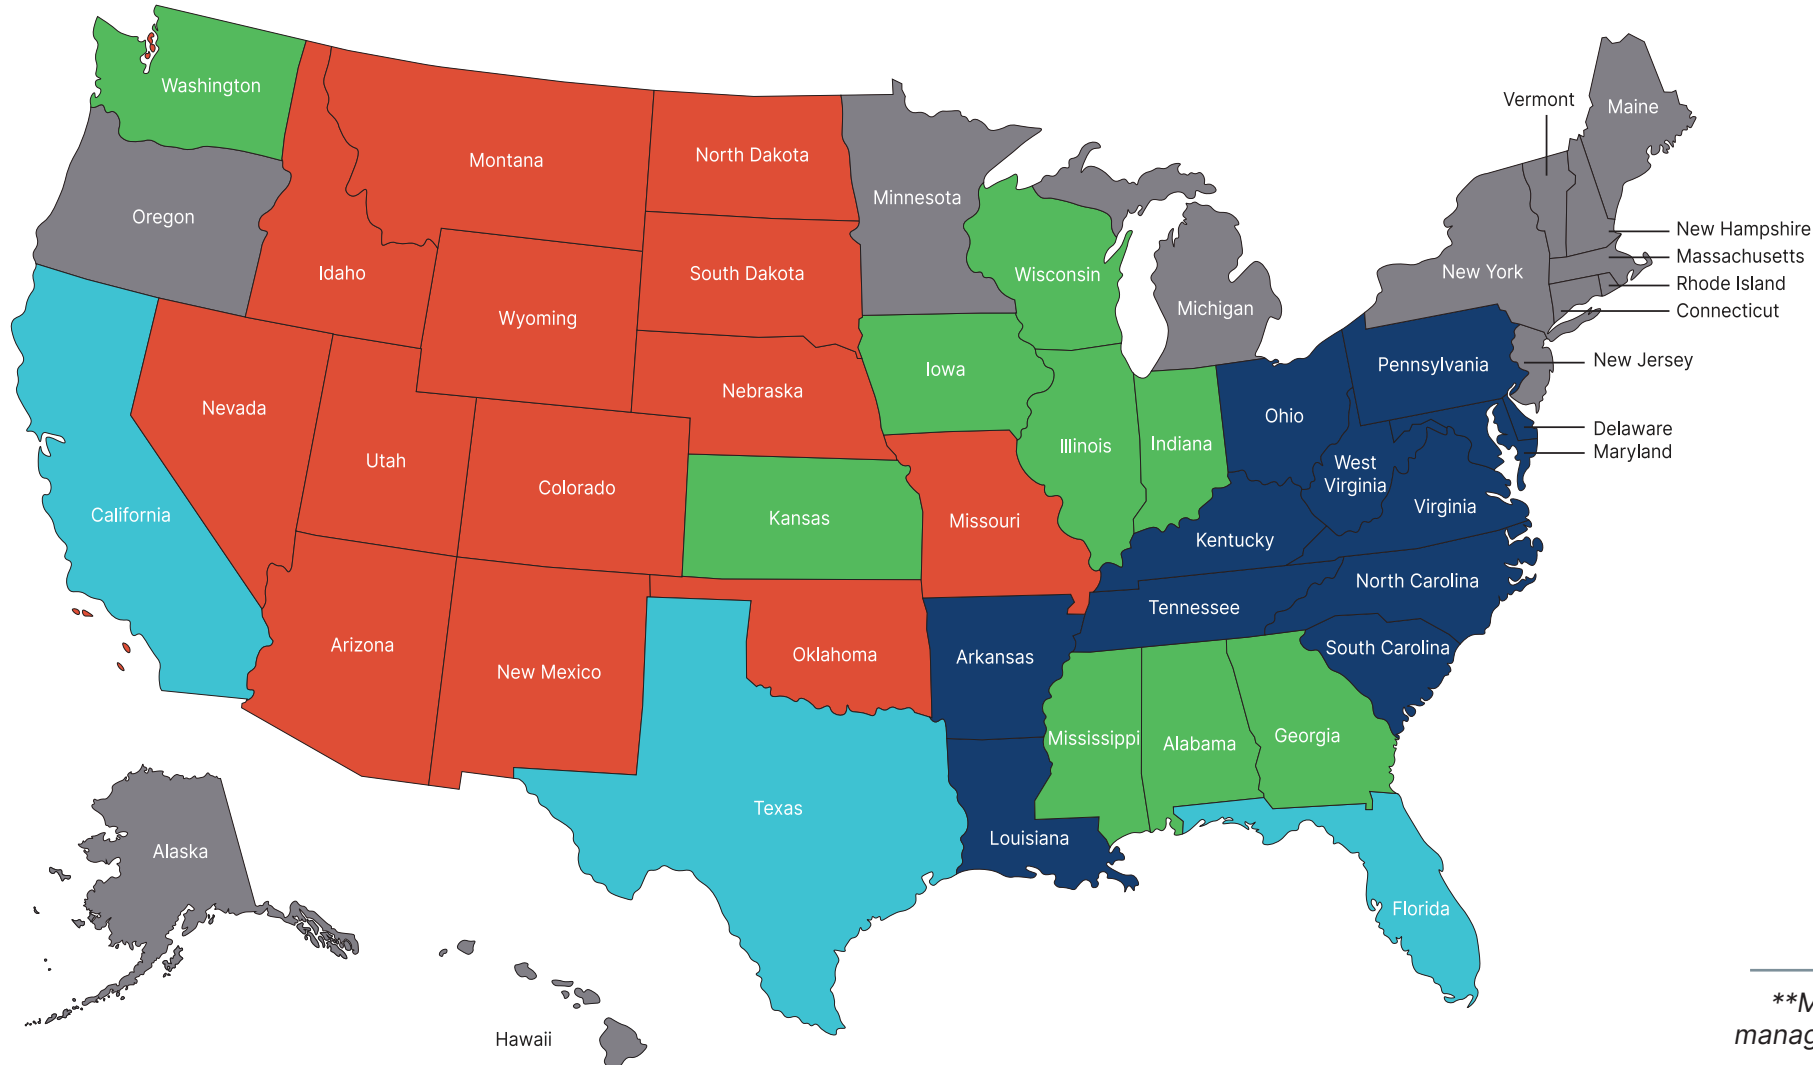 Washington
Oregon
Idaho
Montana
North Dakota
South Dakota
Minnesota
Wisconsin
Michigan
Wyoming
Nebraska
Iowa
Nevada
Utah
Colorado
Kansas
Missouri
Illinois
Indiana
Ohio
California
Arizona
New Mexico
Oklahoma
Texas
Arkansas
Louisiana
Mississippi
Alabama
Georgia
Florida
Tennessee
Kentucky
West
Virginia
Virginia
North Carolina
South Carolina
Pennsylvania
New York
Vermont
Maine
New Hampshire
Massachusetts
Rhode Island
Connecticut
New Jersey
Delaware
Maryland
Alaska
Hawaii
**M
manag